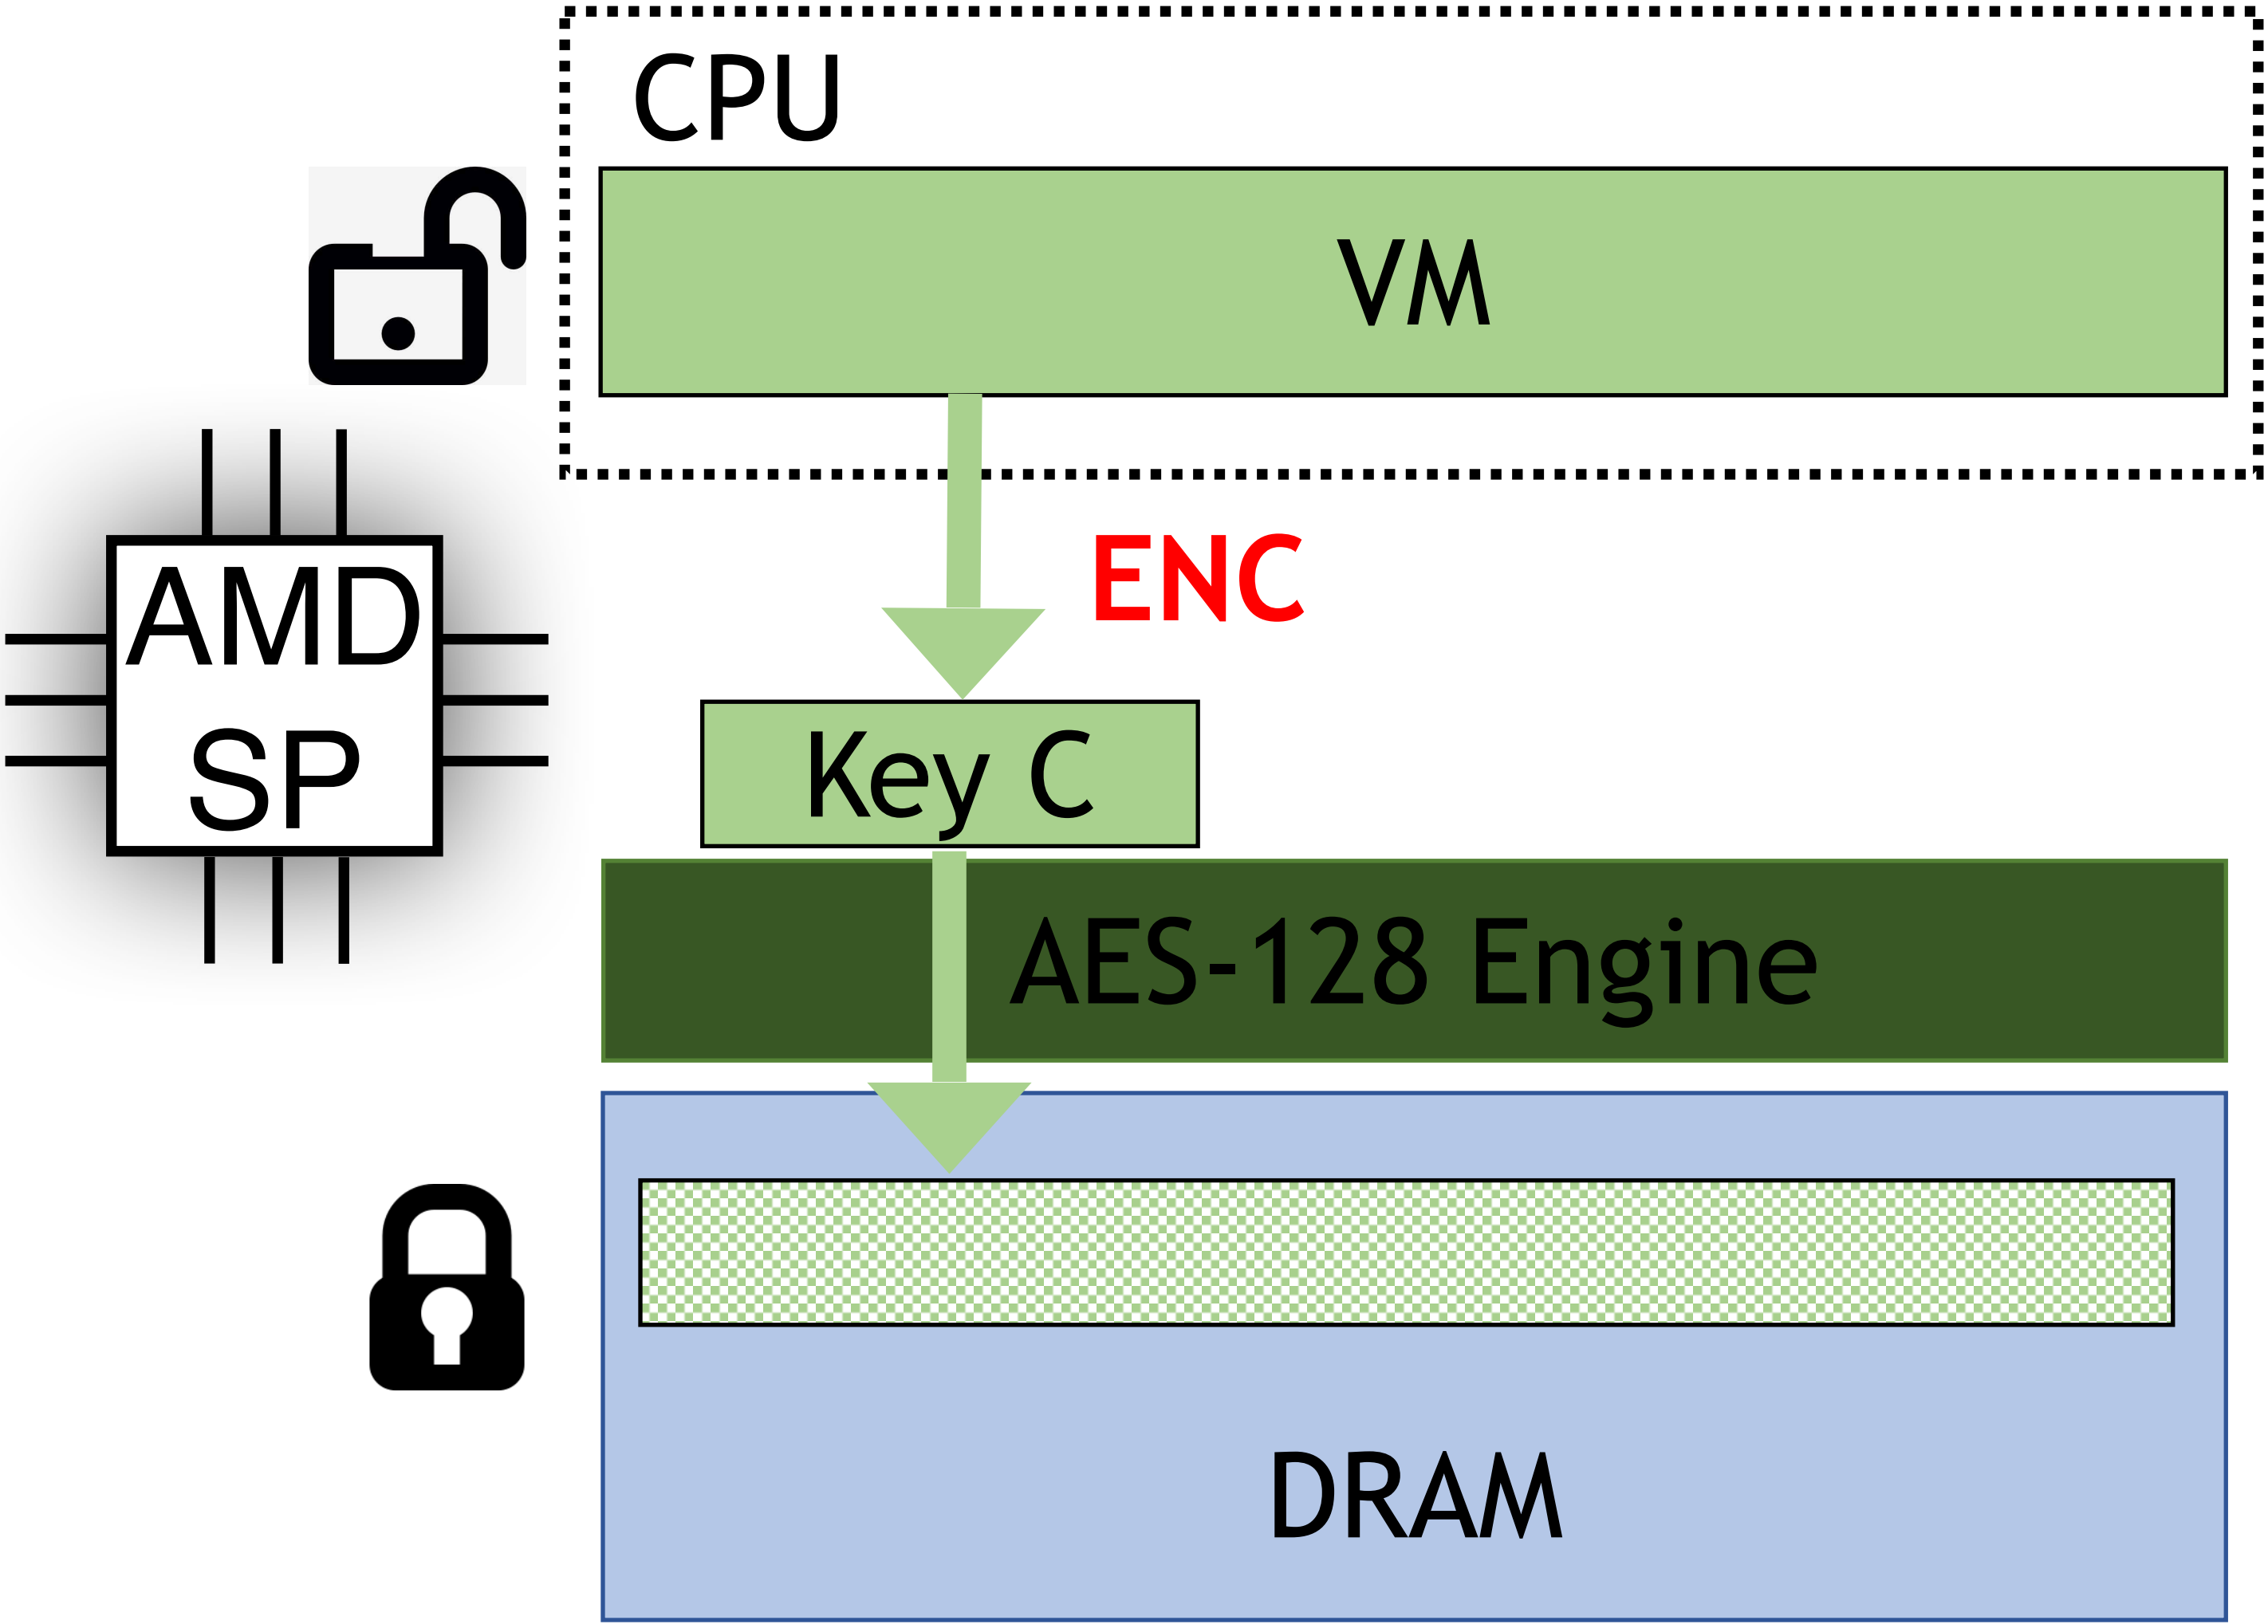 CPU
VM
ENC
AMD
SP
Key C
AES-128 Engine
DRAM